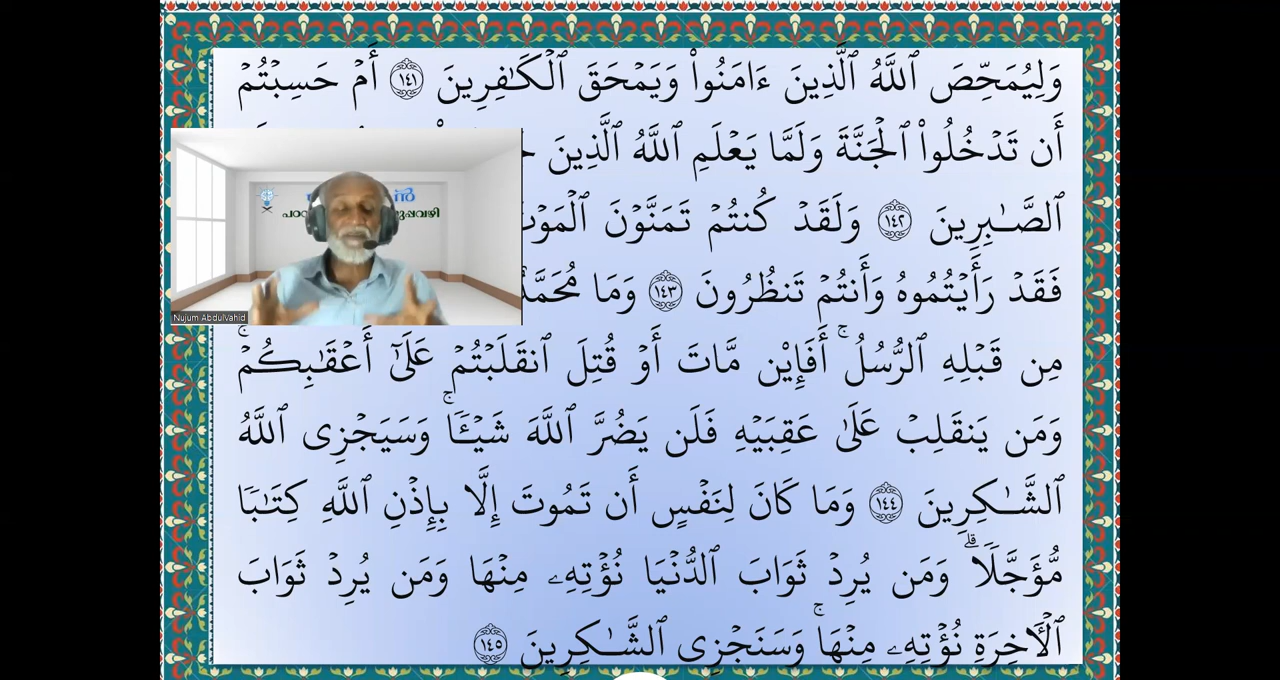 وَلِيُمَحِّصَ ٱللَّهُ ٱلَّذِينَ ءَامَنُوا۟ وَيَمْحَقَ ٱلْكَـٰفِرِينَ ١٤١ أَمْ حَسِبْتُمْ
أَن تَدْخُلُوا۟ ٱلْجَنَّةَ وَلَمَّا يَعْلَمِ ٱللَّهُ ٱلَّذِينَ
ٱلصَّـٰبِرِينَ ١٤٢ وَلَقَدْ كُنتُمْ تَمَنَّوْنَ
فَقَدْ رَأَيْتُمُوهُ وَأَنتُمْ تَنظُرُونَ ١٤٣ وَمَا
Nujum AbdulVahid
مِن قَبْلِهِ ٱلرُّسُلُ ۚ أَفَإِيْن مَّاتَ أَوْ قُتِلَ ٱنقَلَبْتُمْ عَلَىٰٓ أَعْقَـٰبِكُمْ ۚ
وَمَن يَنقَلِبْ عَلَىٰ عَقِبَيْهِ فَلَن يَضُرَّ ٱللَّهَ شَيْـًٔا ۚ وَسَيَجْزِى ٱللَّهُ
ٱلشَّـٰكِرِينَ ١٤٤ وَمَا كَانَ لِنَفْسٍ أَن تَمُوتَ إِلَّا بِإِذْنِ ٱللَّهِ كِتَـٰبًا
مُّؤَجَّلًا ۗ وَمَن يُرِدْ ثَوَابَ ٱلدُّنْيَا نُؤْتِهِۦ مِنْهَا وَمَن يُرِدْ ثَوَابَ
ٱلْـَٔاخِرَةِ نُؤْتِهِۦ مِنْهَا ۚ وَسَنَجْزِى ٱلشَّـٰكِرِينَ ١٤٥